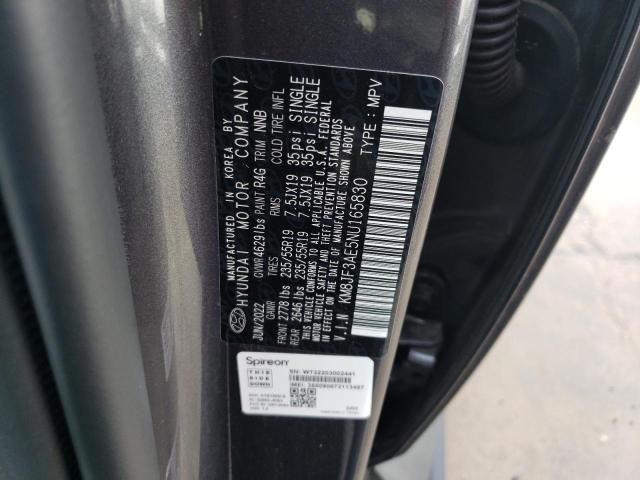 MANUFACTURED IN KOREA BY
HYUNDAI MOTOR COMPANY
JUN/2022 GVWR 4629 lbs PAINT R4G TRIM NNB
GAWR TIRES RIMS COLD TIRE INFL
FRONT 2778 lbs 235/55R19 7.5JX19 35psi SINGLE
REAR 2646 lbs 235/55R19 7.5JX19 35psi SINGLE
THIS VEHICLE CONFORMS TO ALL APPLICABLE U.S.A. FEDERAL
MOTOR VEHICLE SAFETY AND THEFT PREVENTION STANDARDS
IN EFFECT ON THE DATE OF MANUFACTURE SHOWN ABOVE.
V.I.N KM8JF3AE5NU165830 TYPE : MPV
Spireon
THIS
SIDE
DOWN
SN: WT32203002441